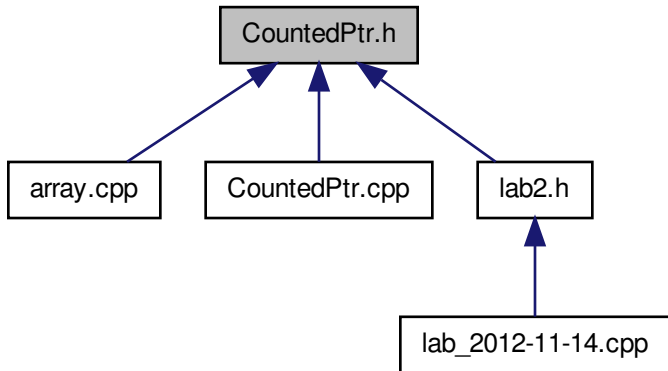 CountedPtr.h
array.cpp
CountedPtr.cpp
lab2.h
lab_2012-11-14.cpp